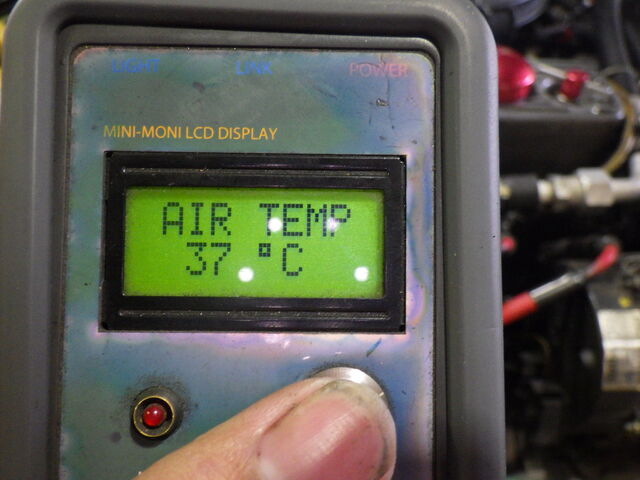 LIGHT LINK POWER
MINI-MONI LCD DISPLAY
AIR TEMP
37 °C